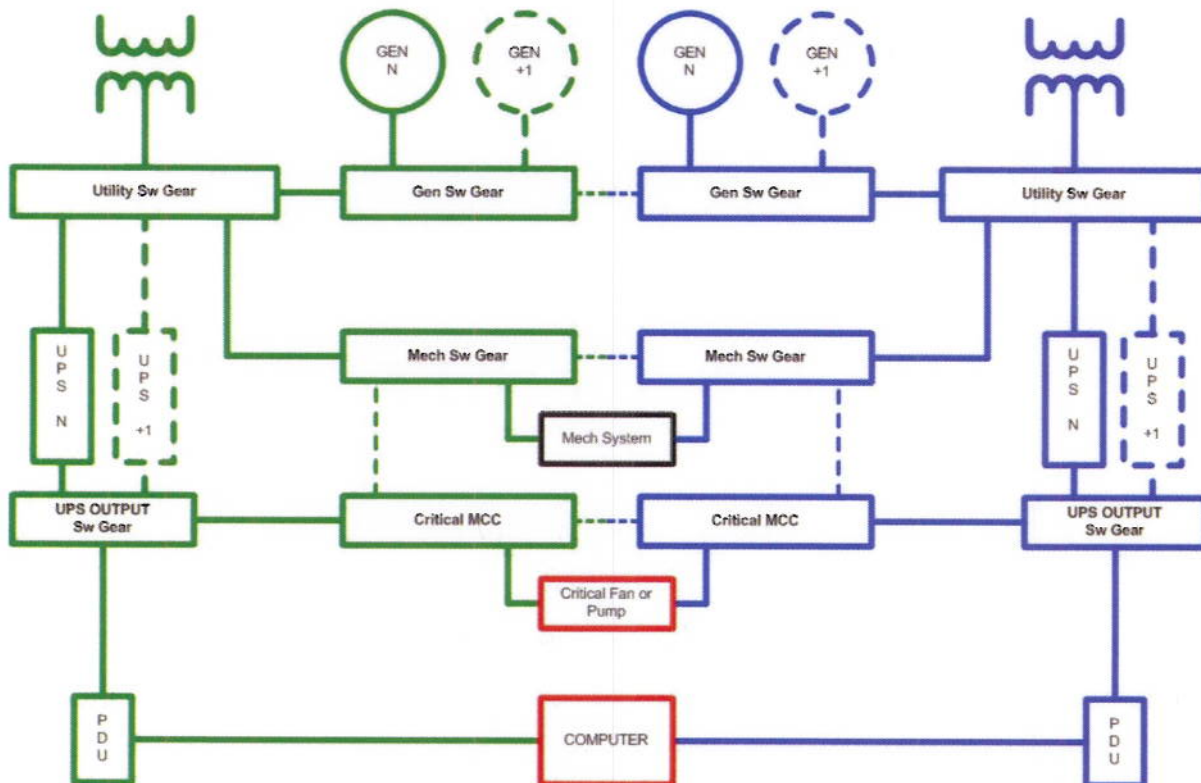 GEN
N
GEN
+1
GEN
N
GEN
+1
Utility Sw Gear
Gen Sw Gear
Gen Sw Gear
Utility Sw Gear
U
P
S
N
U
P
S
+1
Mech Sw Gear
Mech Sw Gear
U
P
S
N
U
P
S
+1
Mech System
UPS OUTPUT
Sw Gear
Critical MCC
Critical MCC
UPS OUTPUT
Sw Gear
Critical Fan or
Pump
P
D
U
COMPUTER
P
D
U